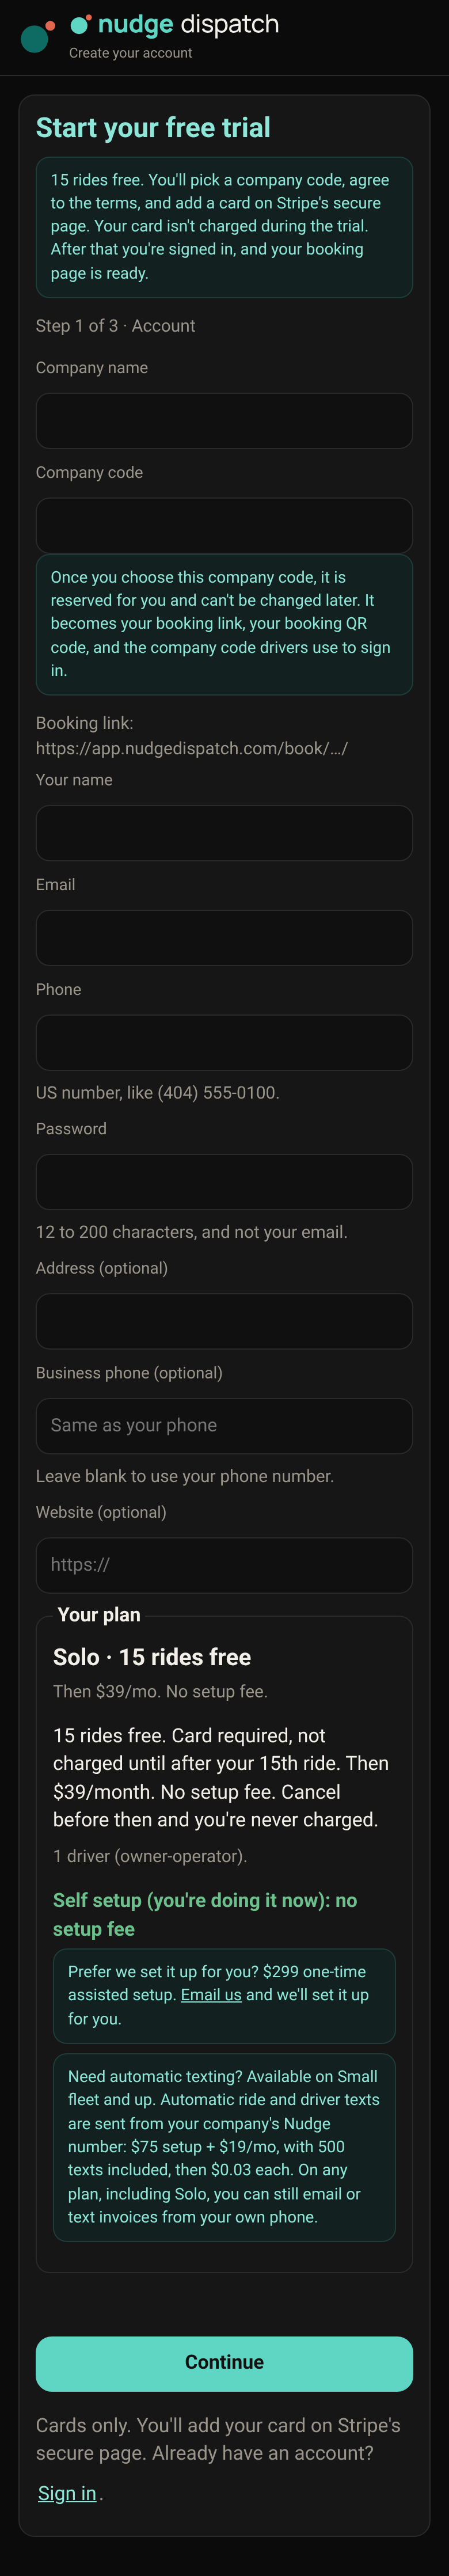 nudge dispatch
Create your account
Start your free trial
15 rides free. You'll pick a company code, agree
to the terms, and add a card on Stripe's secure
page. Your card isn't charged during the trial.
After that you're signed in, and your booking
page is ready.
Step 1 of 3 · Account
Company name
Company code
Once you choose this company code, it is
reserved for you and can't be changed later. It
becomes your booking link, your booking QR
code, and the company code drivers use to sign
in.
Booking link:
https://app.nudgedispatch.com/book/…/
Your name
Email
Phone
US number, like (404) 555-0100.
Password
12 to 200 characters, and not your email.
Address (optional)
Business phone (optional)
Same as your phone
Leave blank to use your phone number.
Website (optional)
https://
Your plan
Solo · 15 rides free
Then $39/mo. No setup fee.
15 rides free. Card required, not
charged until after your 15th ride. Then
$39/month. No setup fee. Cancel
before then and you're never charged.
1 driver (owner-operator).
Self setup (you're doing it now): no
setup fee
Prefer we set it up for you? $299 one-time
assisted setup. Email us and we'll set it up
for you.
Need automatic texting? Available on Small
fleet and up. Automatic ride and driver texts
are sent from your company's Nudge
number: $75 setup + $19/mo, with 500
texts included, then $0.03 each. On any
plan, including Solo, you can still email or
text invoices from your own phone.
Continue
Cards only. You'll add your card on Stripe's
secure page. Already have an account?
Sign in.